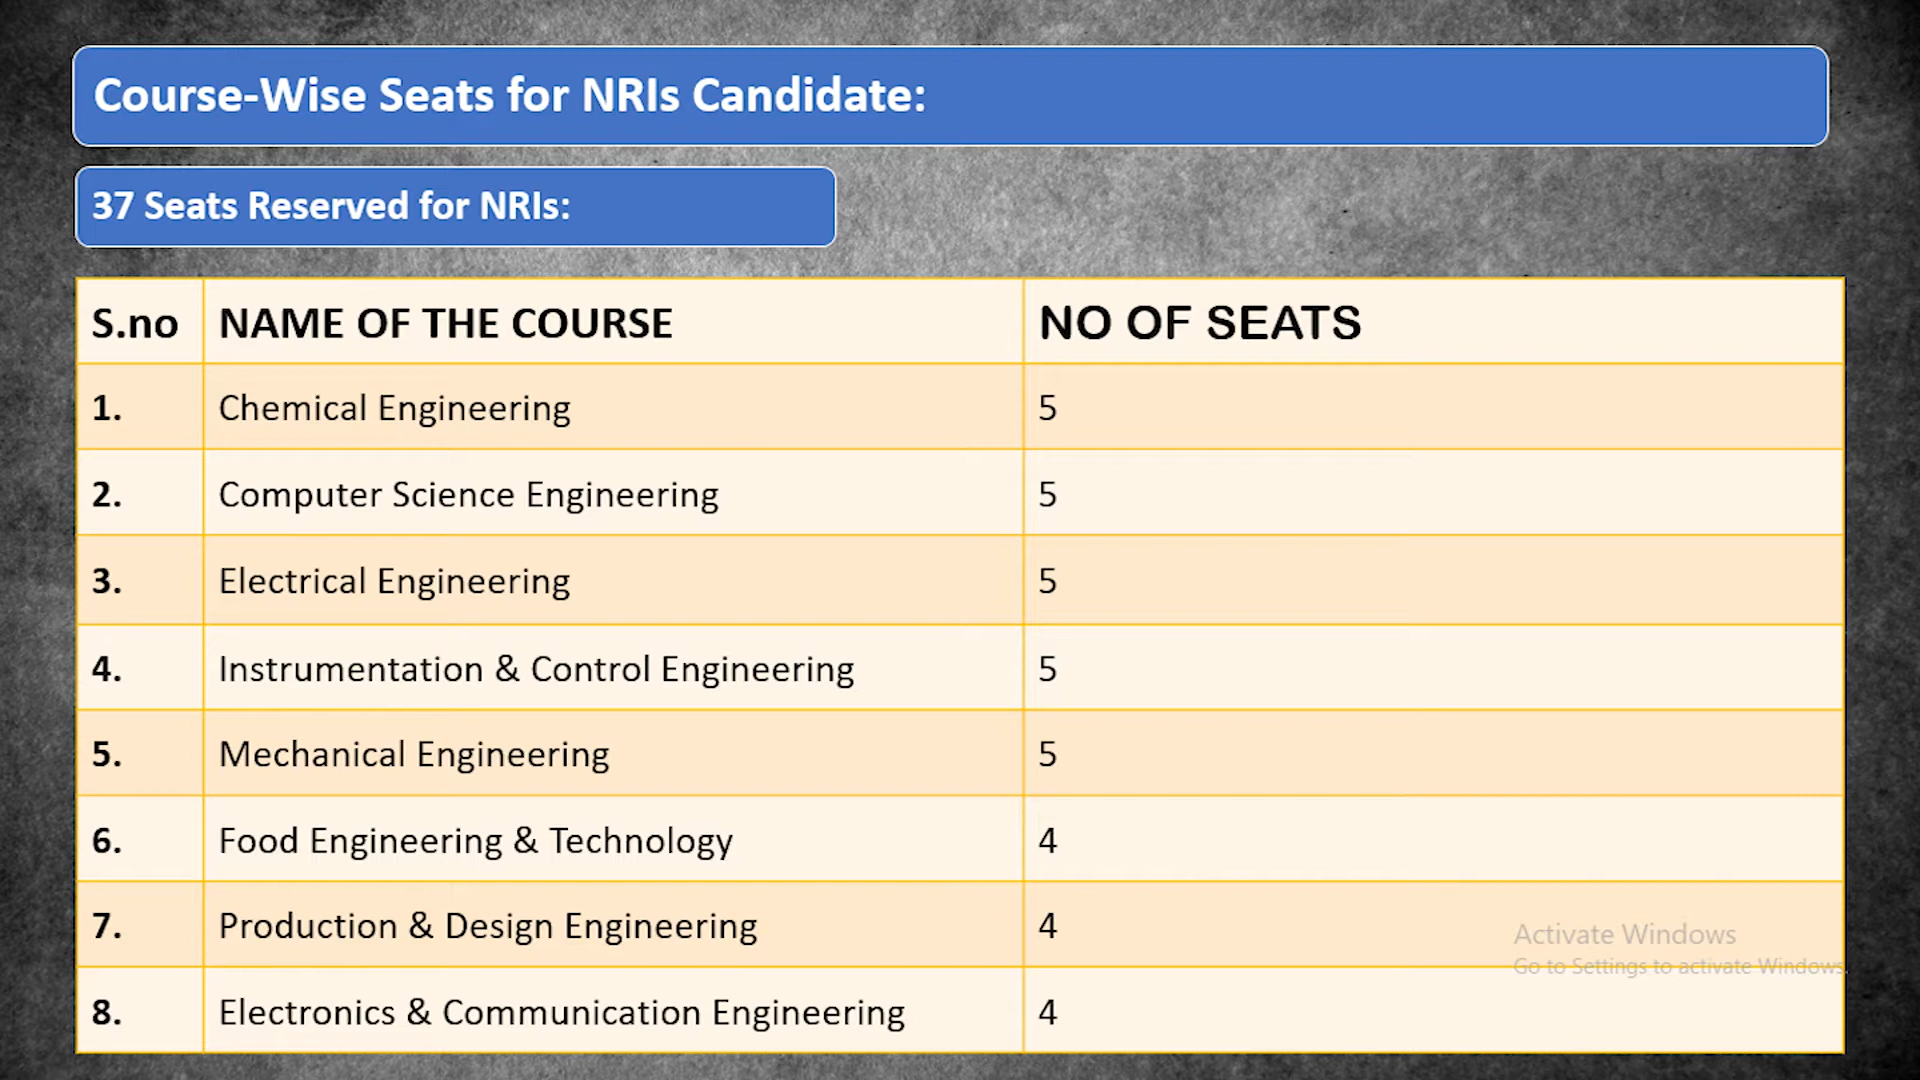 Course-Wise Seats for NRIs Candidate:
37 Seats Reserved for NRIs:
S.no NAME OF THE COURSE NO OF SEATS
1. Chemical Engineering 5
2. Computer Science Engineering 5
3. Electrical Engineering 5
4. Instrumentation & Control Engineering 5
5. Mechanical Engineering 5
6. Food Engineering & Technology 4
7. Production & Design Engineering 4
Activate Windows
Go to Settings to activate Windows.
8. Electronics & Communication Engineering 4